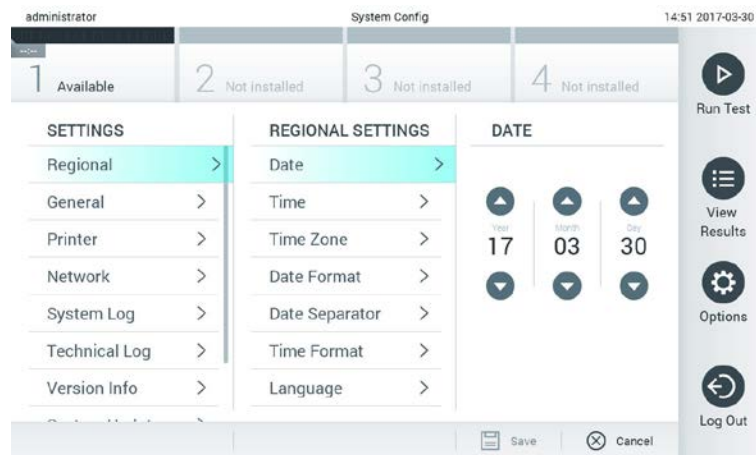 administrator System Config 14:51 2017-03-30
--:--
1 Available 2 Not installed 3 Not installed 4 Not installed
Run Test
SETTINGS REGIONAL SETTINGS DATE
Regional Date
General Time
View Results
Year Month Day
Printer Time Zone 17 03 30
Network Date Format
System Log Date Separator
Options
Technical Log Time Format
Version Info Language
Log Out
Save Cancel